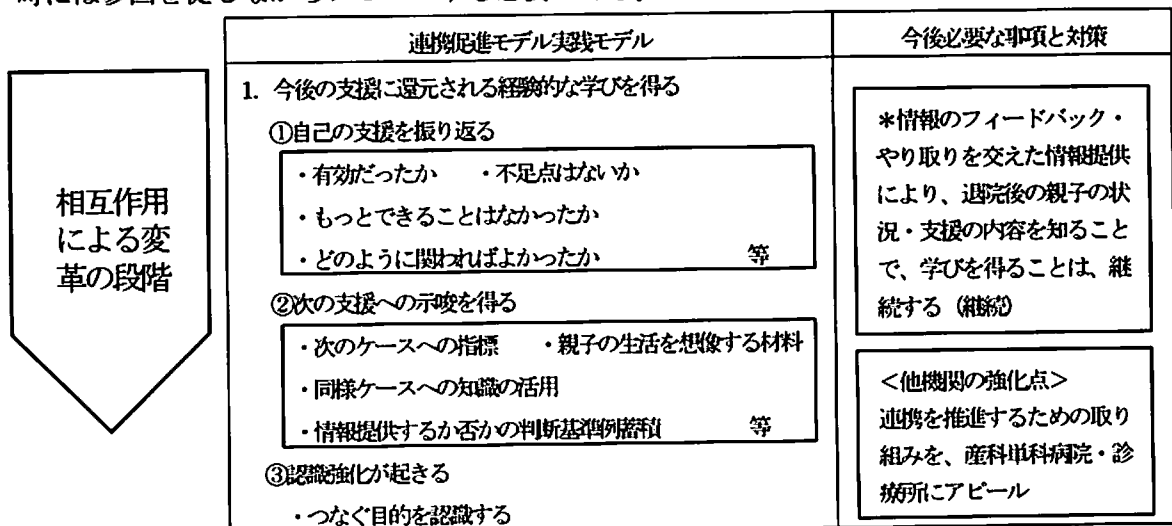 連携促進モデル実践モデル
今後必要な事項と対策
相互作用
による変
革の段階
1. 今後の支援に還元される経験的な学びを得る
①自己の支援を振り返る
・有効だったか ・不足点はないか
・もっとできることはなかったか
・どのように関わればよかったか 等
②次の支援への示唆を得る
・次のケースへの指標 ・親子の生活を想像する材料
・同様ケースへの知識の活用
・情報提供するか否かの判断基準例蓄積 等
③認識強化が起きる
・つなぐ目的を認識する
*情報のフィードバック・
やり取りを交えた情報提供
により、退院後の親子の状
況・支援の内容を知ること
で、学びを得ることは、継
続する（継続）
<他機関の強化点>
連携を推進するための取り
組みを、産科単科病院・診
療所にアピール